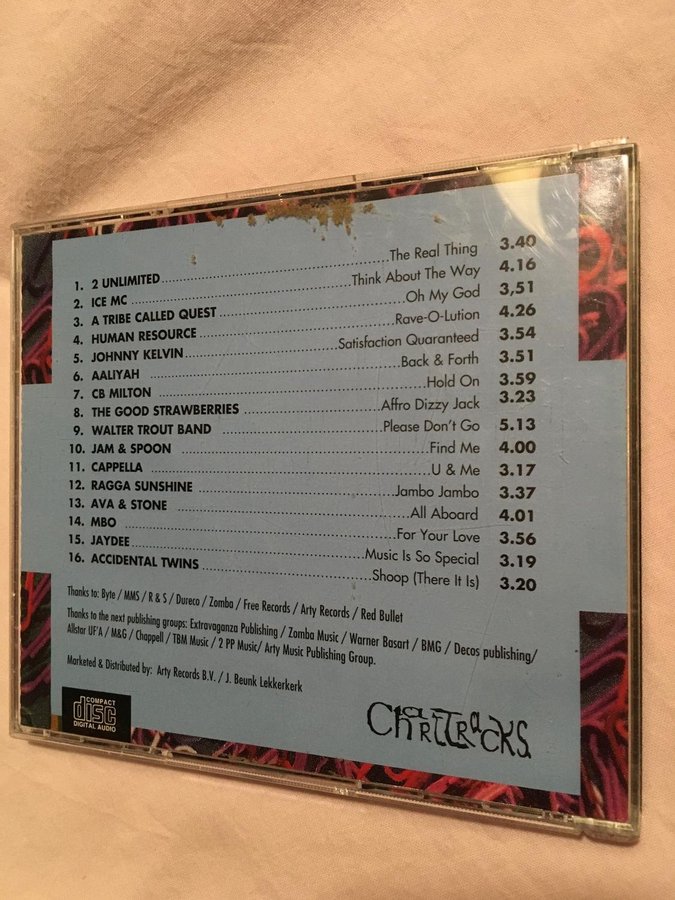 1. 2 UNLIMITED ..... The Real Thing 3.40
2. ICE MC ..... Think About The Way 4.16
3. A TRIBE CALLED QUEST ..... Oh My God 3,51
4. HUMAN RESOURCE ..... Rave-O-Lution 4.26
5. JOHNNY KELVIN ..... Satisfaction Quaranteed 3.54
6. AALIYAH ..... Back & Forth 3.51
7. CB MILTON ..... Hold On 3.59
8. THE GOOD STRAWBERRIES ..... Affro Dizzy Jack 3.23
9. WALTER TROUT BAND ..... Please Don't Go 5.13
10. JAM & SPOON ..... Find Me 4.00
11. CAPPELLA ..... U & Me 3.17
12. RAGGA SUNSHINE ..... Jambo Jambo 3.37
13. AVA & STONE ..... All Aboard 4.01
14. MBO ..... For Your Love 3.56
15. JAYDEE ..... Music Is So Special 3.19
16. ACCIDENTAL TWINS ..... Shoop (There It Is) 3.20
Thanks to: Byte / MMS / R & S / Dureco / Zomba / Free Records / Arty Records / Red Bullet
Thanks to the next publishing groups: Extravaganza Publishing / Zomba Music / Warner Basart / BMG / Decos publishing/
Allstar UF'A / M&G / Chappell / TBM Music / 2 PP Music/ Arty Music Publishing Group.
Marketed & Distributed by: Arty Records B.V. / J. Beunk Lekkerkerk
COMPACT
disc
DIGITAL AUDIO
CharTTRacKS